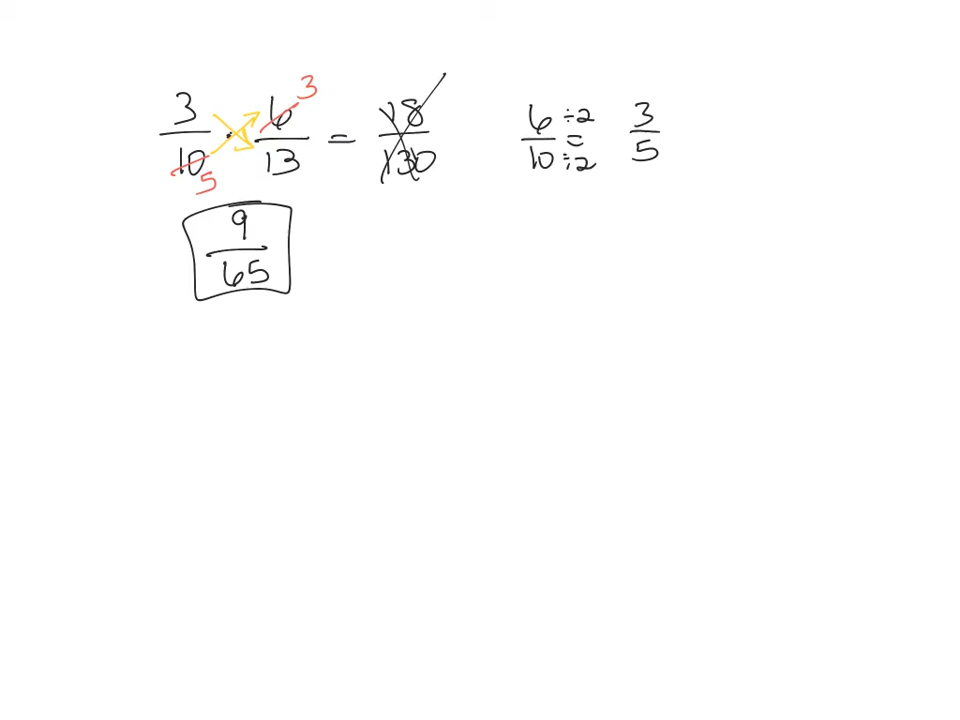 3/10 · 6/13 = 18/130
3
5
9/65
6÷2/10÷2 = 3/5